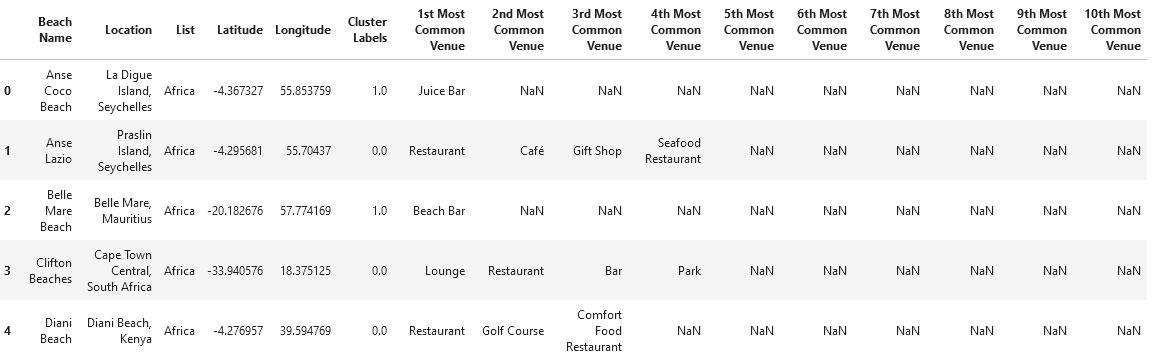 Beach Name Location List Latitude Longitude Cluster Labels 1st Most Common Venue 2nd Most Common Venue 3rd Most Common Venue 4th Most Common Venue 5th Most Common Venue 6th Most Common Venue 7th Most Common Venue 8th Most Common Venue 9th Most Common Venue 10th Most Common Venue
0 Anse Coco Beach La Digue Island, Seychelles Africa -4.367327 55.853759 1.0 Juice Bar NaN NaN NaN NaN NaN NaN NaN NaN NaN
1 Anse Lazio Praslin Island, Seychelles Africa -4.295681 55.70437 0.0 Restaurant Café Gift Shop Seafood Restaurant NaN NaN NaN NaN NaN NaN
2 Belle Mare Beach Belle Mare, Mauritius Africa -20.182676 57.774169 1.0 Beach Bar NaN NaN NaN NaN NaN NaN NaN NaN NaN
3 Clifton Beaches Cape Town Central, South Africa Africa -33.940576 18.375125 0.0 Lounge Restaurant Bar Park NaN NaN NaN NaN NaN NaN
4 Diani Beach Diani Beach, Kenya Africa -4.276957 39.594769 0.0 Restaurant Golf Course Comfort Food Restaurant NaN NaN NaN NaN NaN NaN NaN